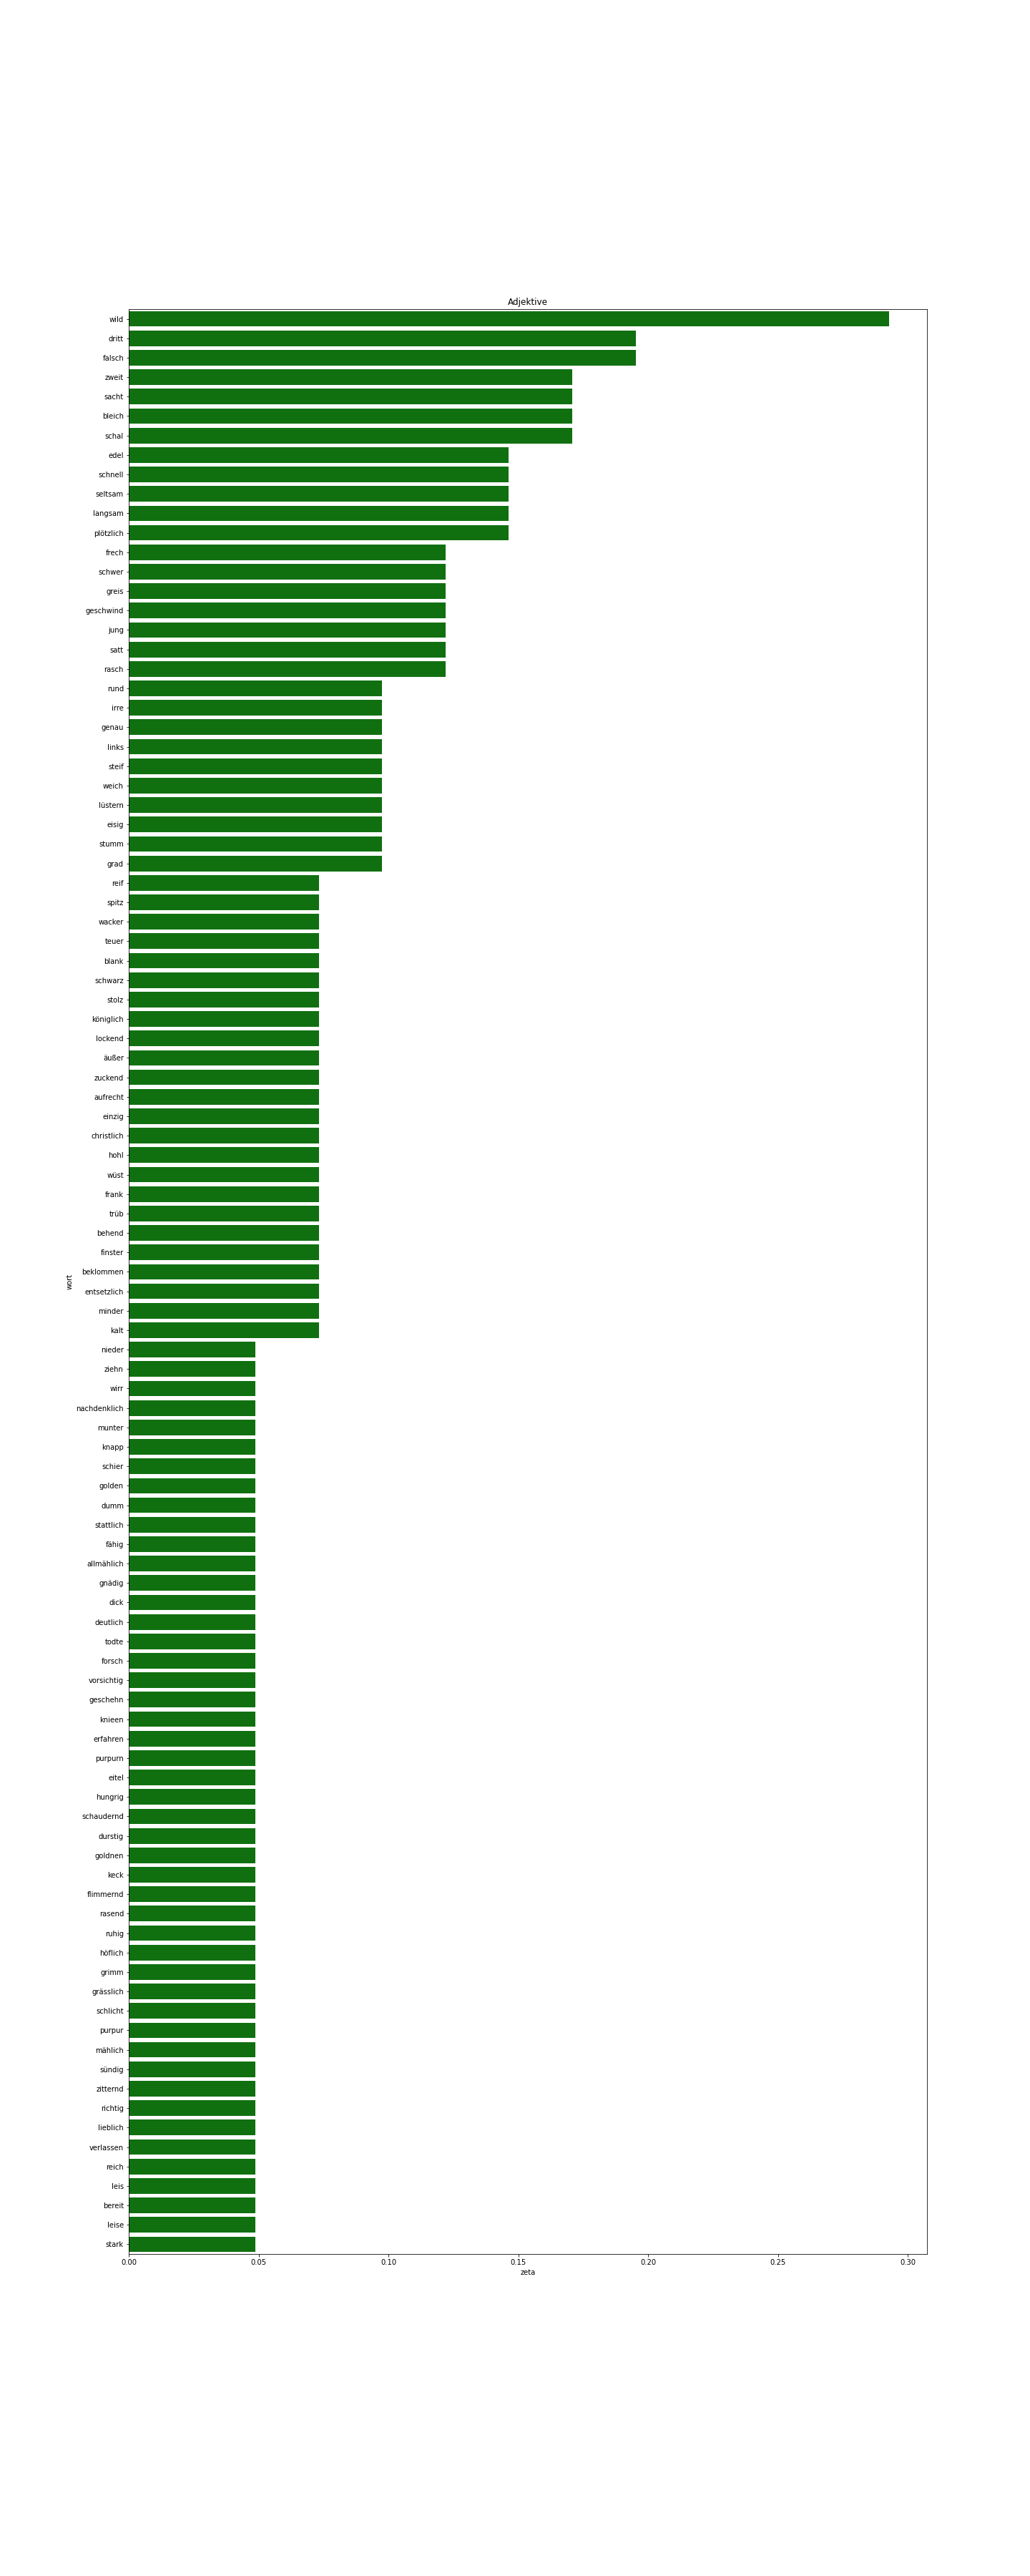 Adjektive
wild
dritt
falsch
zweit
sacht
bleich
schal
edel
schnell
seltsam
langsam
plötzlich
frech
schwer
greis
geschwind
jung
satt
rasch
rund
irre
genau
links
steif
weich
lüstern
eisig
stumm
grad
reif
spitz
wacker
teuer
blank
schwarz
stolz
königlich
lockend
äußer
zuckend
aufrecht
einzig
christlich
hohl
wüst
frank
trüb
behend
finster
beklommen
entsetzlich
minder
kalt
nieder
ziehn
wirr
nachdenklich
munter
knapp
schier
golden
dumm
stattlich
fähig
allmählich
gnädig
dick
deutlich
todte
forsch
vorsichtig
geschehn
knieen
erfahren
purpurn
eitel
hungrig
schaudernd
durstig
goldnen
keck
flimmernd
rasend
ruhig
höflich
grimm
grässlich
schlicht
purpur
mählich
sündig
zitternd
richtig
lieblich
verlassen
reich
leis
bereit
leise
stark
wort
0.00 0.05 0.10 0.15 0.20 0.25 0.30
zeta